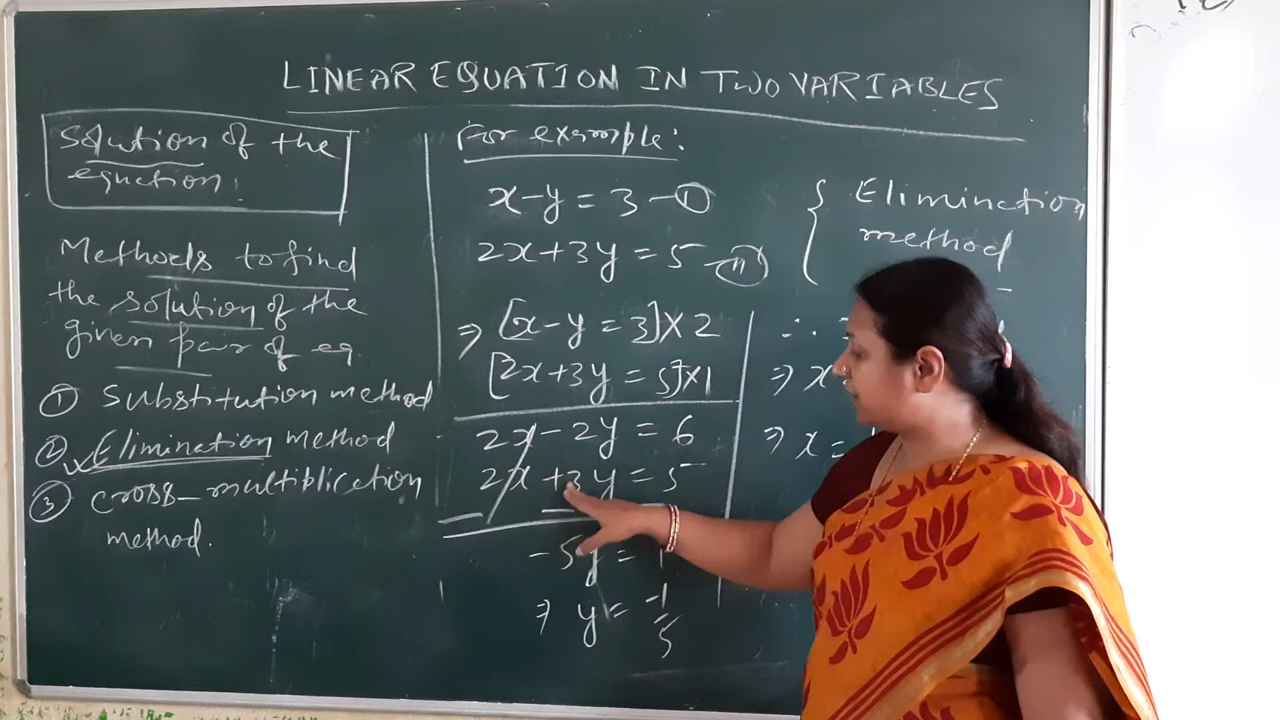 LINEAR EQUATION IN TWO VARIABLES
Solution of the
equation:
Methods to find
the solution of the
given pair of eq
① Substitution method
② Elimination method
③ cross-multiplication
method.
For example:
x-y = 3 -①
2x+3y = 5 -(II)
⇒ [x-y = 3]×2
[2x+3y = 5]×1
2x-2y = 6
2x+3y = 5
-5y = 1
⇒ y = -1/5
Elimination
method
∴
⇒ x
⇒ x =